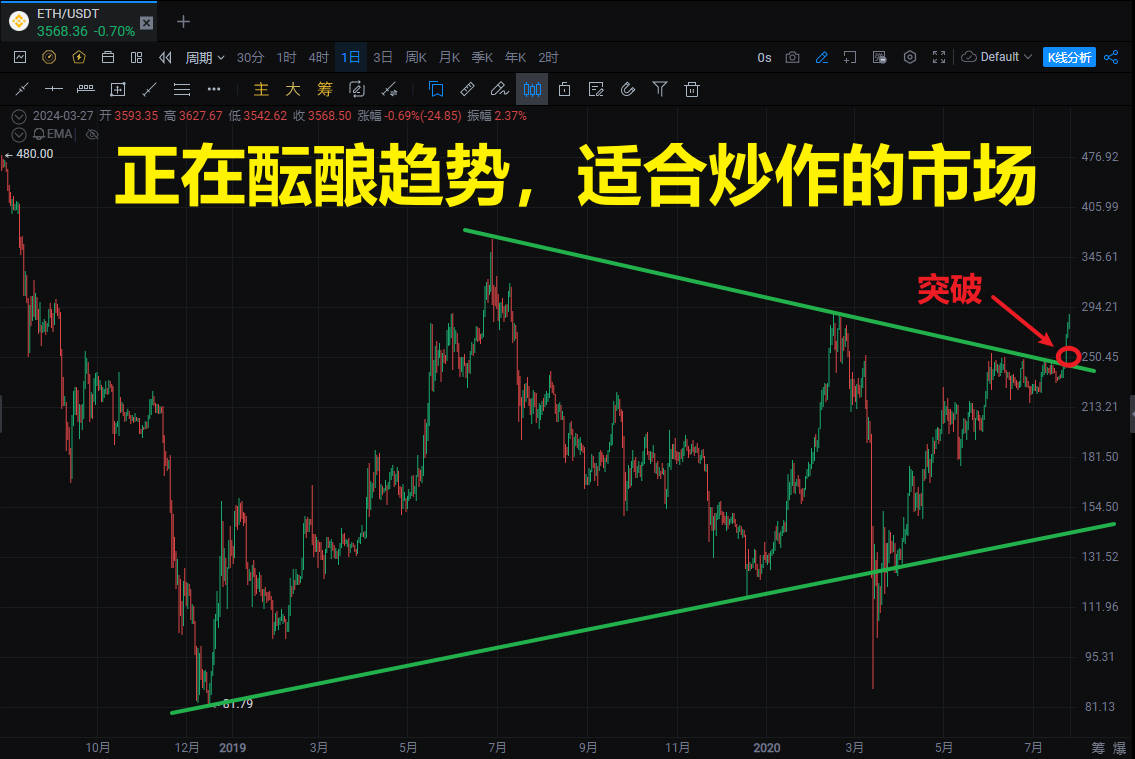 ETH/USDT
3568.36 -0.70%
周期 30分 1时 4时 1日 3日 周K 月K 季K 年K 2时 0s Default K线分析
主 大 筹
2024-03-27 开 3593.35 高 3627.67 低 3542.62 收 3568.50 涨幅 -0.69%(-24.85) 振幅 2.37%
EMA
480.00
正在酝酿趋势，适合炒作的市场
476.92
405.99
345.61
突破
294.21
250.45
213.21
181.50
154.50
131.52
111.96
95.31
81.79
81.13
10月 12月 2019 3月 5月 7月 9月 11月 2020 3月 5月 7月 筹 爆